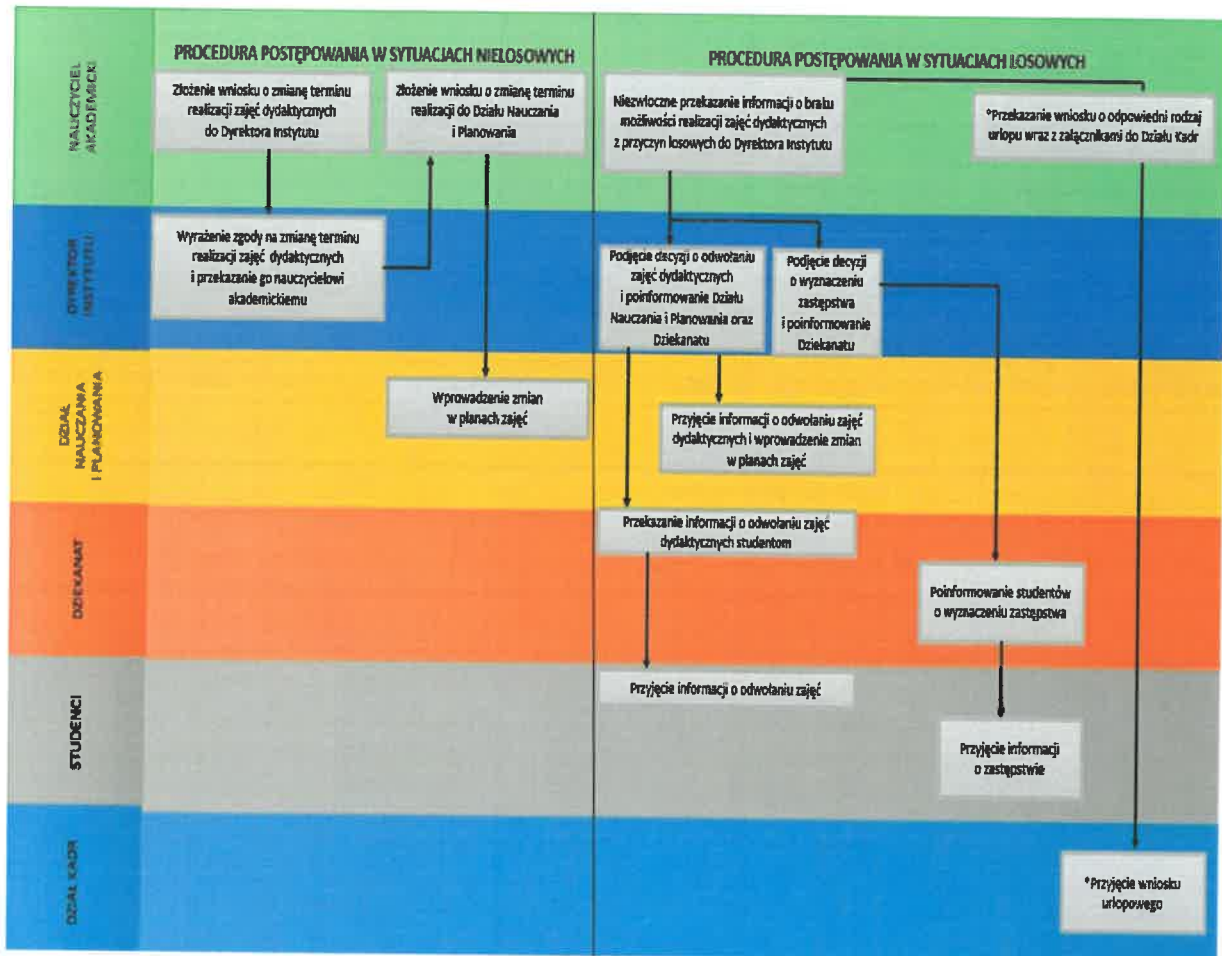 PROCEDURA POSTĘPOWANIA W SYTUACJACH NIELOSOWYCH
PROCEDURA POSTĘPOWANIA W SYTUACJACH LOSOWYCH
NAUCZYCIEL
AKADEMICKI
Złożenie wniosku o zmianę terminu
realizacji zajęć dydaktycznych
do Dyrektora Instytutu
Złożenie wniosku o zmianę terminu
realizacji do Działu Nauczania
i Planowania
Niezwłoczne przekazanie informacji o braku
możliwości realizacji zajęć dydaktycznych
z przyczyn losowych do Dyrektora Instytutu
*Przekazanie wniosku o odpowiedni rodzaj
urlopu wraz z załącznikami do Działu Kadr
DYREKTOR
INSTYTUTU
Wyrażenie zgody na zmianę terminu
realizacji zajęć dydaktycznych
i przekazanie go nauczycielowi
akademickiemu
Podjęcie decyzji o odwołaniu
zajęć dydaktycznych
i poinformowanie Działu
Nauczania i Planowania oraz
Dziekanatu
Podjęcie decyzji
o wyznaczeniu
zastępstwa
i poinformowanie
Dziekanatu
DZIAŁ
NAUCZANIA
I PLANOWANIA
Wprowadzenie zmian
w planach zajęć
Przyjęcie informacji o odwołaniu zajęć
dydaktycznych i wprowadzenie zmian
w planach zajęć
DZIEKANAT
Przekazanie informacji o odwołaniu zajęć
dydaktycznych studentom
Poinformowanie studentów
o wyznaczeniu zastępstwa
STUDENCI
Przyjęcie informacji o odwołaniu zajęć
Przyjęcie informacji
o zastępstwie
DZIAŁ KADR
*Przyjęcie wniosku
urlopowego